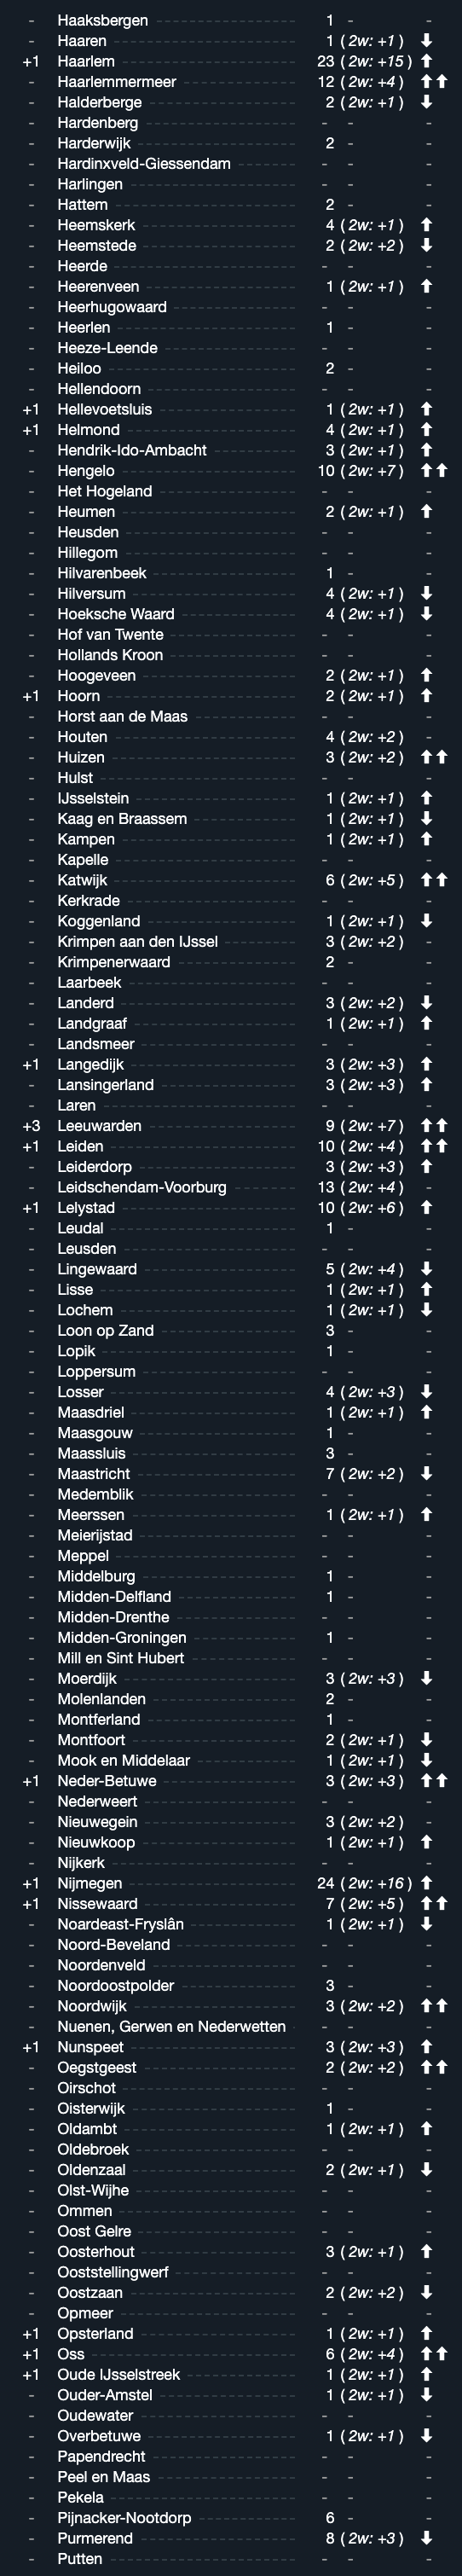 - Haaksbergen 1 - -
- Haaren 1 (2w: +1) ⬇
+1 Haarlem 23 (2w: +15) ⬆
- Haarlemmermeer 12 (2w: +4) ⬆⬆
- Halderberge 2 (2w: +1) ⬇
- Hardenberg - - -
- Harderwijk 2 - -
- Hardinxveld-Giessendam - - -
- Harlingen - - -
- Hattem 2 - -
- Heemskerk 4 (2w: +1) ⬆
- Heemstede 2 (2w: +2) ⬇
- Heerde - - -
- Heerenveen 1 (2w: +1) ⬆
- Heerhugowaard - - -
- Heerlen 1 - -
- Heeze-Leende - - -
- Heiloo 2 - -
- Hellendoorn - - -
+1 Hellevoetsluis 1 (2w: +1) ⬆
+1 Helmond 4 (2w: +1) ⬆
- Hendrik-Ido-Ambacht 3 (2w: +1) ⬆
- Hengelo 10 (2w: +7) ⬆⬆
- Het Hogeland - - -
- Heumen 2 (2w: +1) ⬆
- Heusden - - -
- Hillegom - - -
- Hilvarenbeek 1 - -
- Hilversum 4 (2w: +1) ⬇
- Hoeksche Waard 4 (2w: +1) ⬇
- Hof van Twente - - -
- Hollands Kroon - - -
- Hoogeveen 2 (2w: +1) ⬆
+1 Hoorn 2 (2w: +1) ⬆
- Horst aan de Maas - - -
- Houten 4 (2w: +2) -
- Huizen 3 (2w: +2) ⬆⬆
- Hulst - - -
- IJsselstein 1 (2w: +1) ⬆
- Kaag en Braassem 1 (2w: +1) ⬇
- Kampen 1 (2w: +1) ⬆
- Kapelle - - -
- Katwijk 6 (2w: +5) ⬆⬆
- Kerkrade - - -
- Koggenland 1 (2w: +1) ⬇
- Krimpen aan den IJssel 3 (2w: +2) -
- Krimpenerwaard 2 - -
- Laarbeek - - -
- Landerd 3 (2w: +2) ⬇
- Landgraaf 1 (2w: +1) ⬆
- Landsmeer - - -
+1 Langedijk 3 (2w: +3) ⬆
- Lansingerland 3 (2w: +3) ⬆
- Laren - - -
+3 Leeuwarden 9 (2w: +7) ⬆⬆
+1 Leiden 10 (2w: +4) ⬆⬆
- Leiderdorp 3 (2w: +3) ⬆
- Leidschendam-Voorburg 13 (2w: +4) -
+1 Lelystad 10 (2w: +6) ⬆
- Leudal 1 - -
- Leusden - - -
- Lingewaard 5 (2w: +4) ⬇
- Lisse 1 (2w: +1) ⬆
- Lochem 1 (2w: +1) ⬇
- Loon op Zand 3 - -
- Lopik 1 - -
- Loppersum - - -
- Losser 4 (2w: +3) ⬇
- Maasdriel 1 (2w: +1) ⬆
- Maasgouw 1 - -
- Maassluis 3 - -
- Maastricht 7 (2w: +2) ⬇
- Medemblik - - -
- Meerssen 1 (2w: +1) ⬆
- Meierijstad - - -
- Meppel - - -
- Middelburg 1 - -
- Midden-Delfland 1 - -
- Midden-Drenthe - - -
- Midden-Groningen 1 - -
- Mill en Sint Hubert - - -
- Moerdijk 3 (2w: +3) ⬇
- Molenlanden 2 - -
- Montferland 1 - -
- Montfoort 2 (2w: +1) ⬇
- Mook en Middelaar 1 (2w: +1) ⬇
+1 Neder-Betuwe 3 (2w: +3) ⬆⬆
- Nederweert - - -
- Nieuwegein 3 (2w: +2) -
- Nieuwkoop 1 (2w: +1) ⬆
- Nijkerk - - -
+1 Nijmegen 24 (2w: +16) ⬆
+1 Nissewaard 7 (2w: +5) ⬆⬆
- Noardeast-Fryslân 1 (2w: +1) ⬇
- Noord-Beveland - - -
- Noordenveld - - -
- Noordoostpolder 3 - -
- Noordwijk 3 (2w: +2) ⬆⬆
- Nuenen, Gerwen en Nederwetten - - -
+1 Nunspeet 3 (2w: +3) ⬆
- Oegstgeest 2 (2w: +2) ⬆⬆
- Oirschot - - -
- Oisterwijk 1 - -
- Oldambt 1 (2w: +1) ⬆
- Oldebroek - - -
- Oldenzaal 2 (2w: +1) ⬇
- Olst-Wijhe - - -
- Ommen - - -
- Oost Gelre - - -
- Oosterhout 3 (2w: +1) ⬆
- Ooststellingwerf - - -
- Oostzaan 2 (2w: +2) ⬇
- Opmeer - - -
+1 Opsterland 1 (2w: +1) ⬆
+1 Oss 6 (2w: +4) ⬆⬆
+1 Oude IJsselstreek 1 (2w: +1) ⬆
- Ouder-Amstel 1 (2w: +1) ⬇
- Oudewater - - -
- Overbetuwe 1 (2w: +1) ⬇
- Papendrecht - - -
- Peel en Maas - - -
- Pekela - - -
- Pijnacker-Nootdorp 6 - -
- Purmerend 8 (2w: +3) ⬇
- Putten - - -